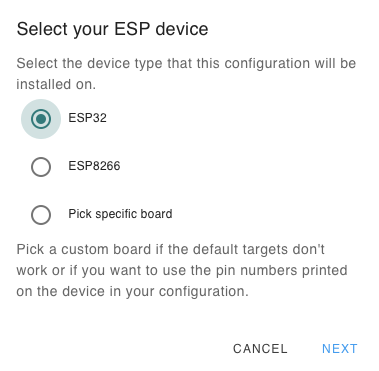 Select your ESP device
Select the device type that this configuration will be
installed on.
ESP32
ESP8266
Pick specific board
Pick a custom board if the default targets don't
work or if you want to use the pin numbers printed
on the device in your configuration.
CANCEL
NEXT